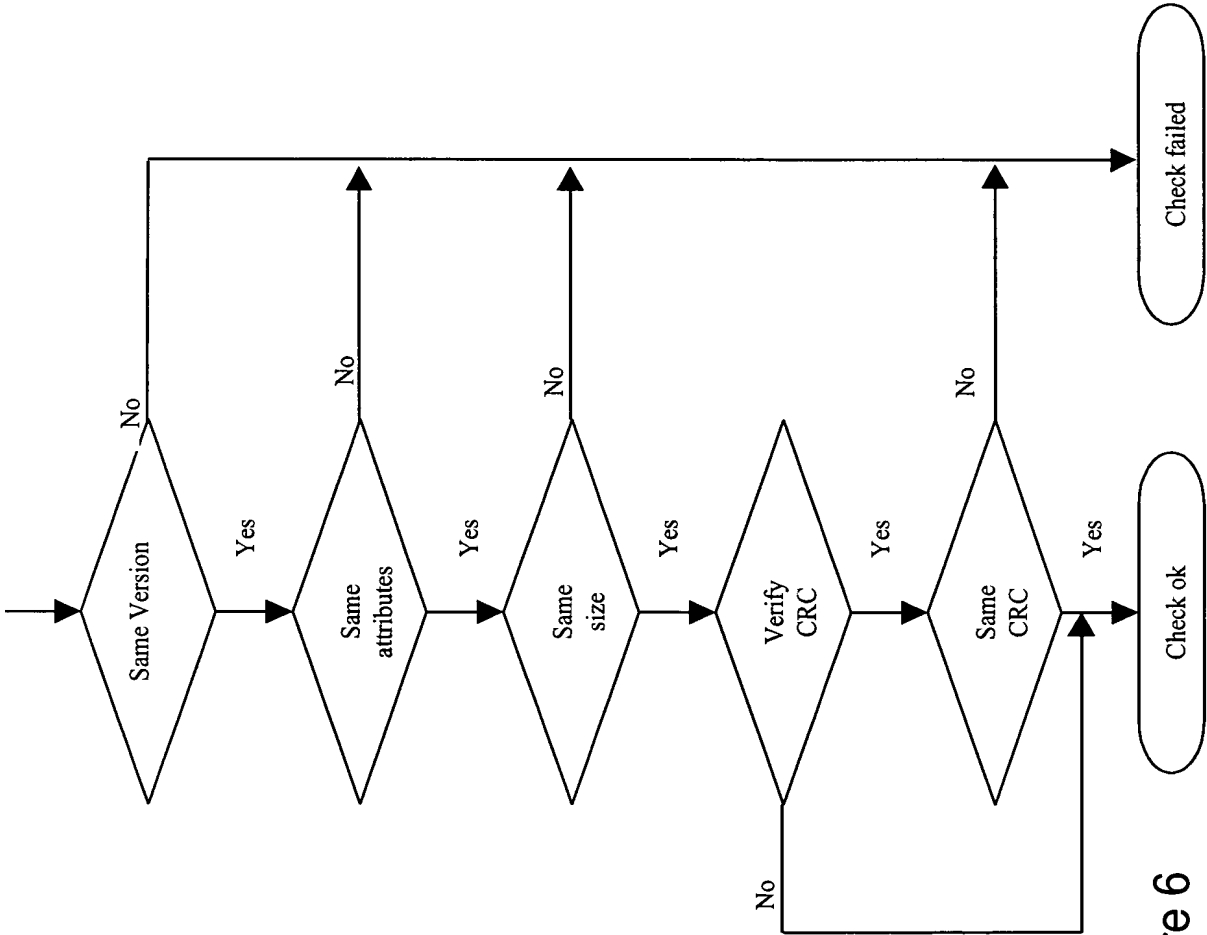 Same Version
No
Yes
Same
attributes
No
Yes
Same
size
No
Yes
Verify
CRC
No
Yes
Same
CRC
No
Yes
Check ok
Check failed
re 6